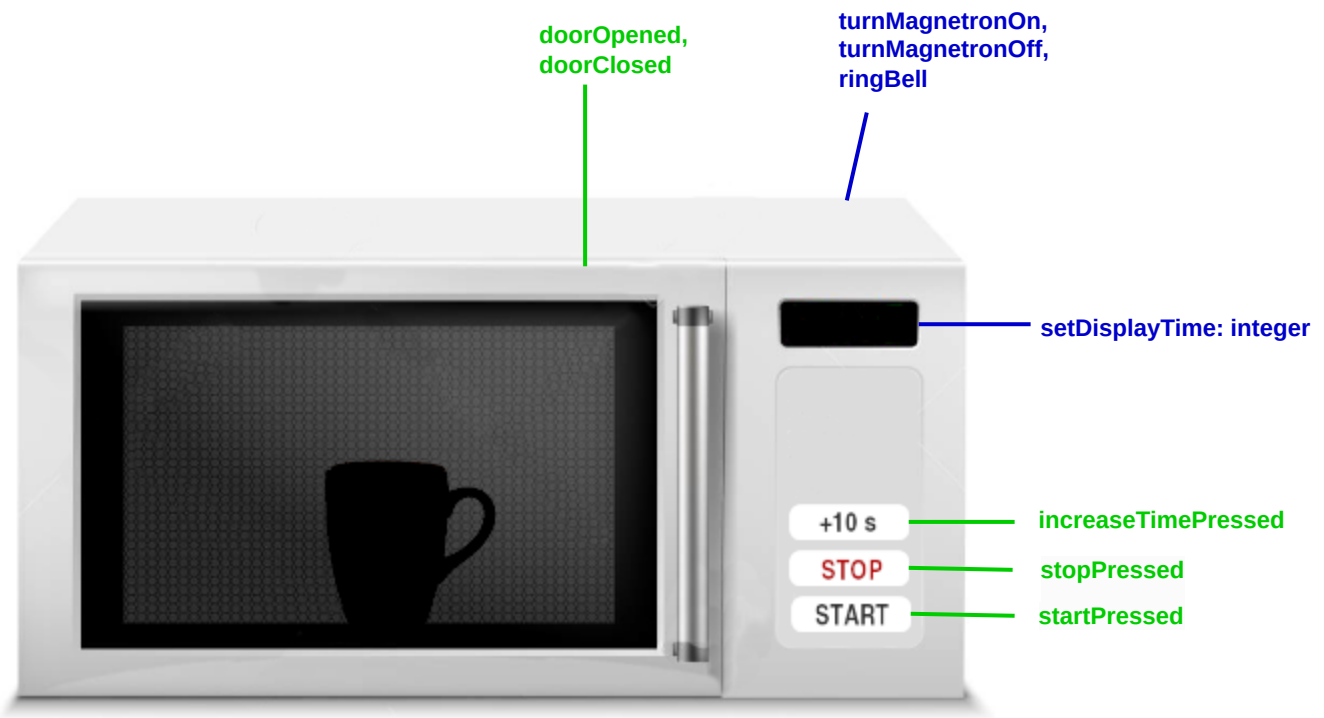 doorOpened,
doorClosed
turnMagnetronOn,
turnMagnetronOff,
ringBell
setDisplayTime: integer
+10 s
increaseTimePressed
STOP
stopPressed
START
startPressed